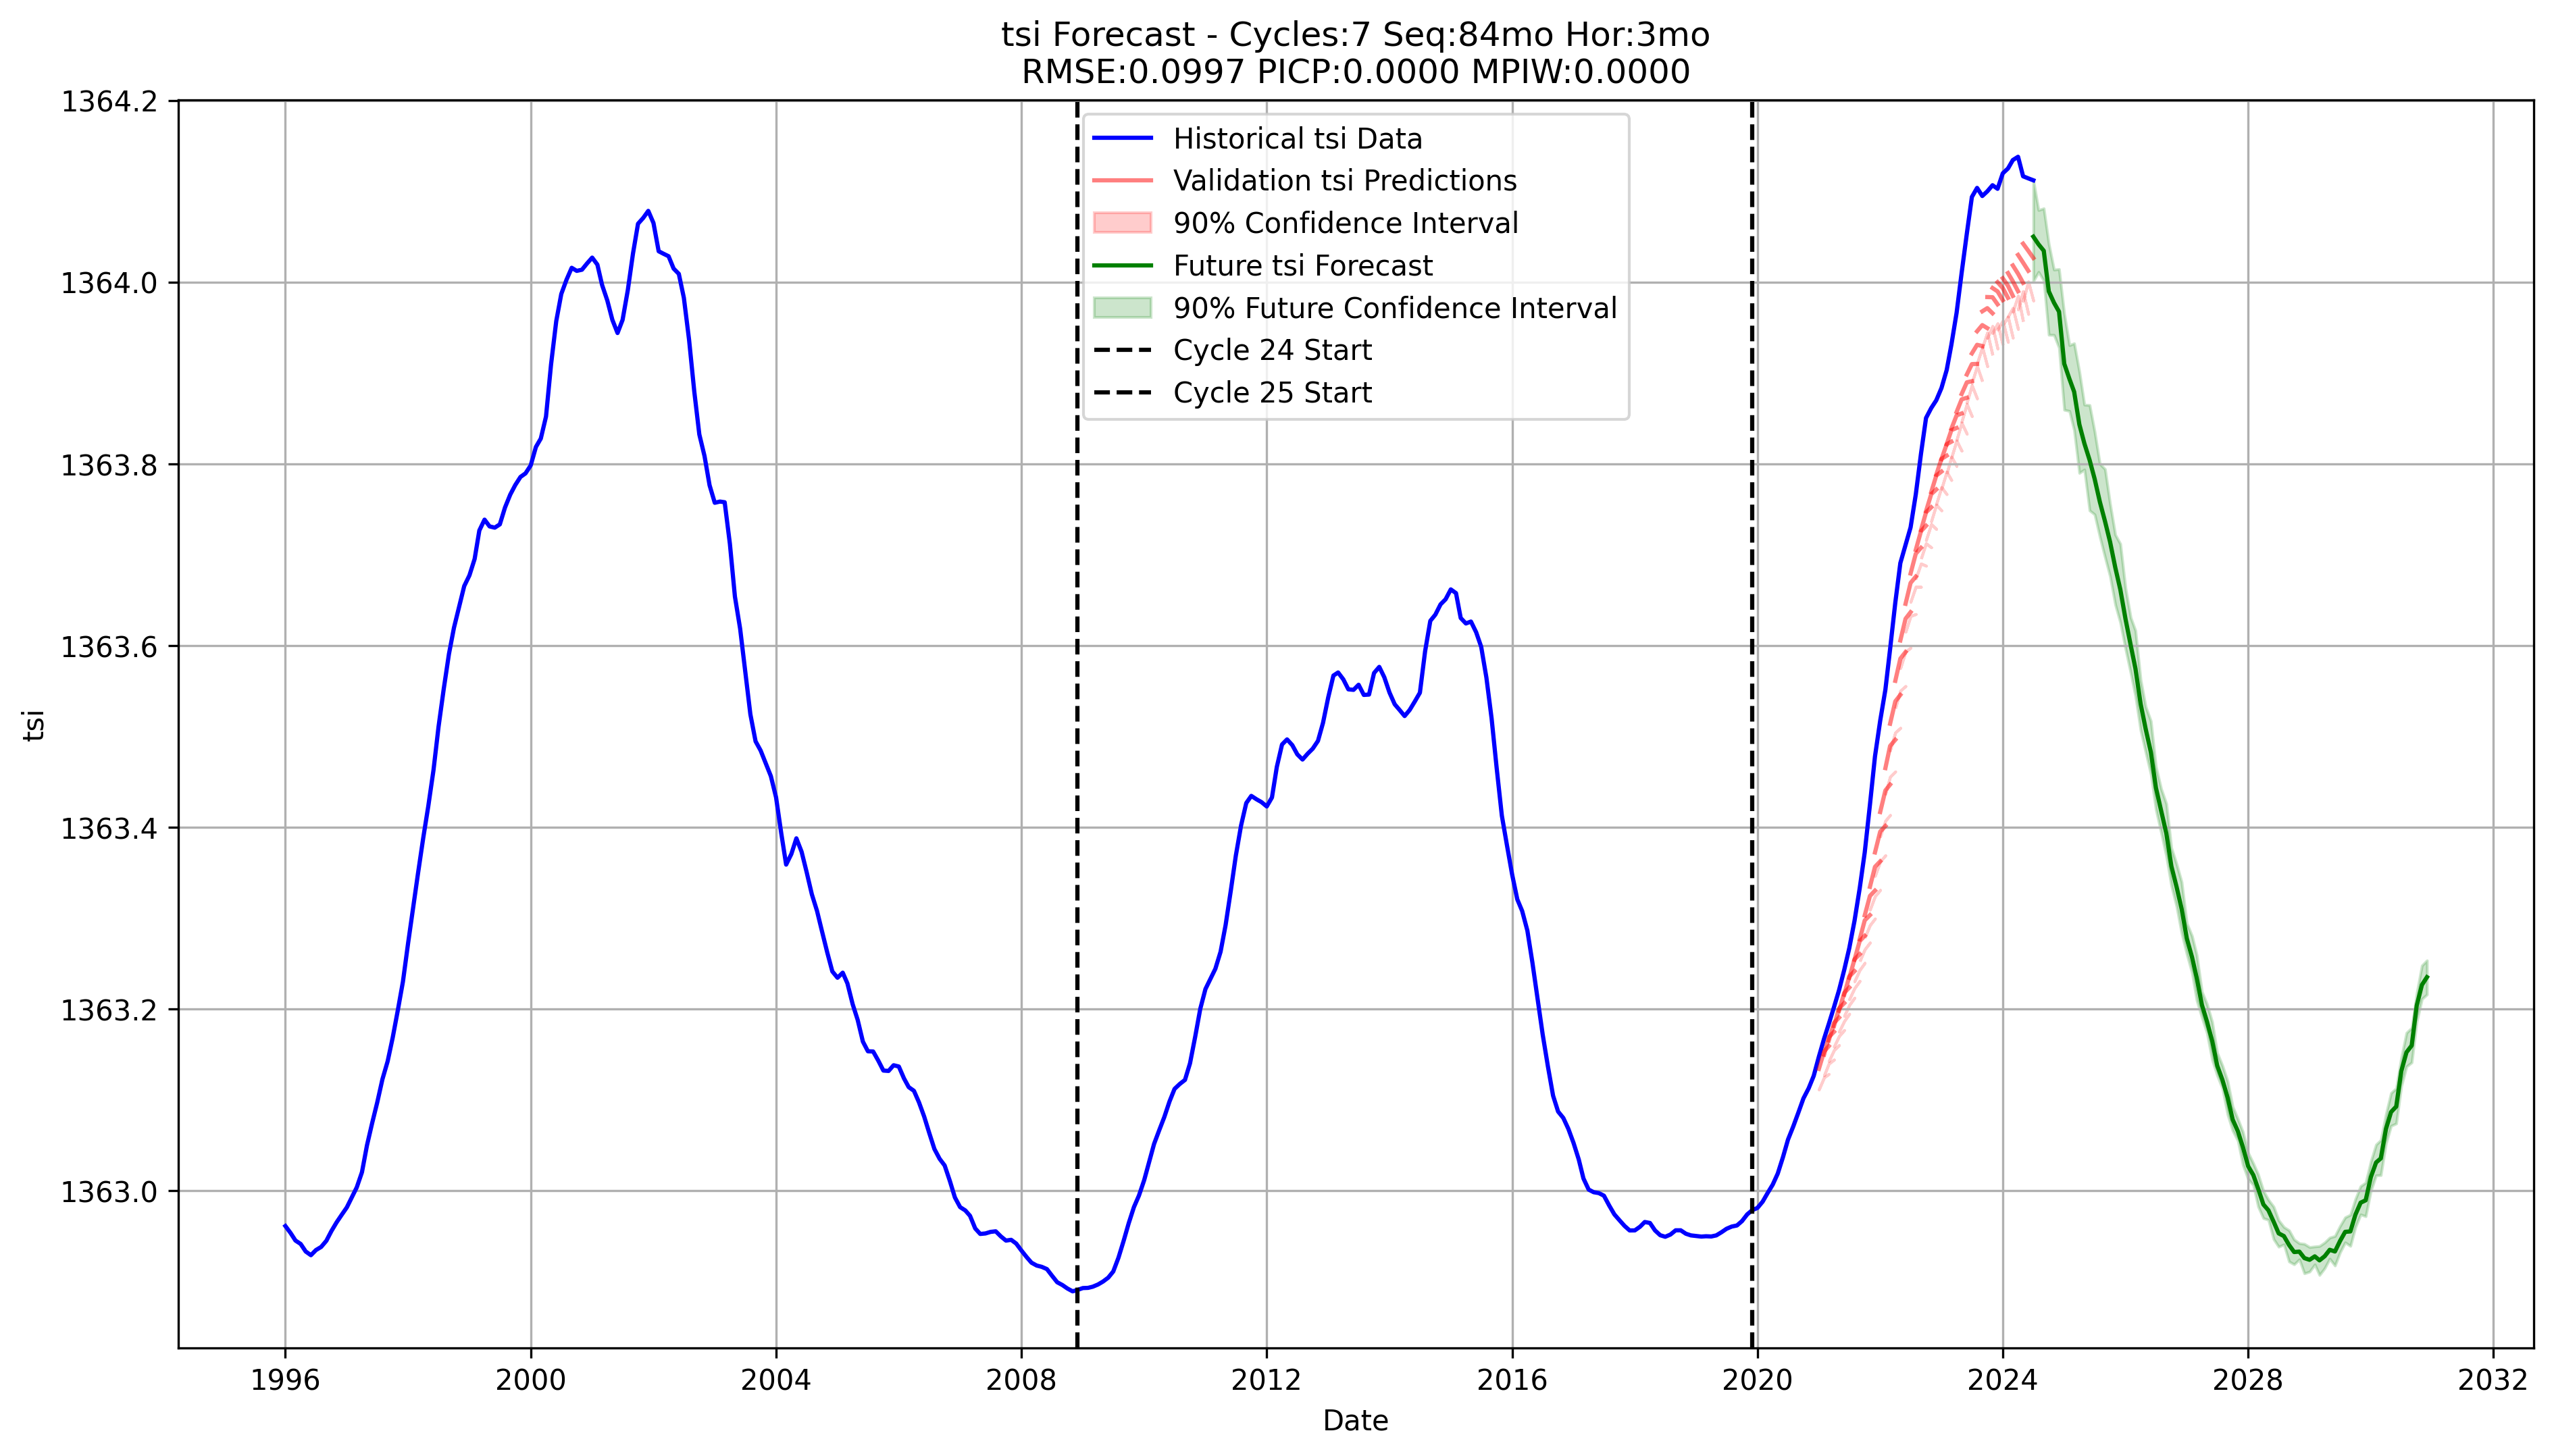 tsi Forecast - Cycles:7 Seq:84mo Hor:3mo
RMSE:0.0997 PICP:0.0000 MPIW:0.0000
1364.2
1364.0
1363.8
1363.6
1363.4
1363.2
1363.0
tsi
Historical tsi Data
Validation tsi Predictions
90% Confidence Interval
Future tsi Forecast
90% Future Confidence Interval
Cycle 24 Start
Cycle 25 Start
1996 2000 2004 2008 2012 2016 2020 2024 2028 2032
Date